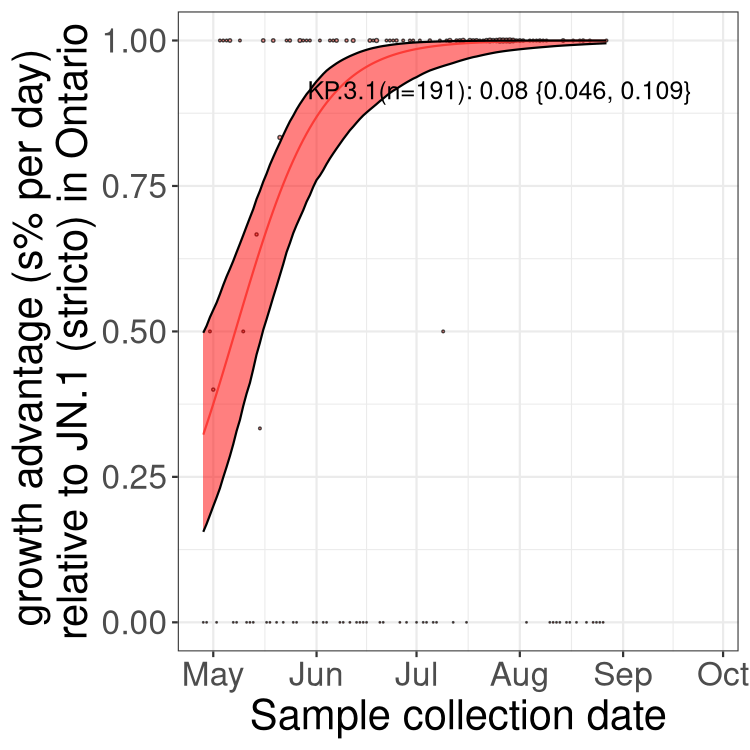 growth advantage (s% per day)
relative to JN.1 (stricto) in Ontario
1.00
0.75
0.50
0.25
0.00
KP.3.1(n=191): 0.08 {0.046, 0.109}
May Jun Jul Aug Sep Oct
Sample collection date